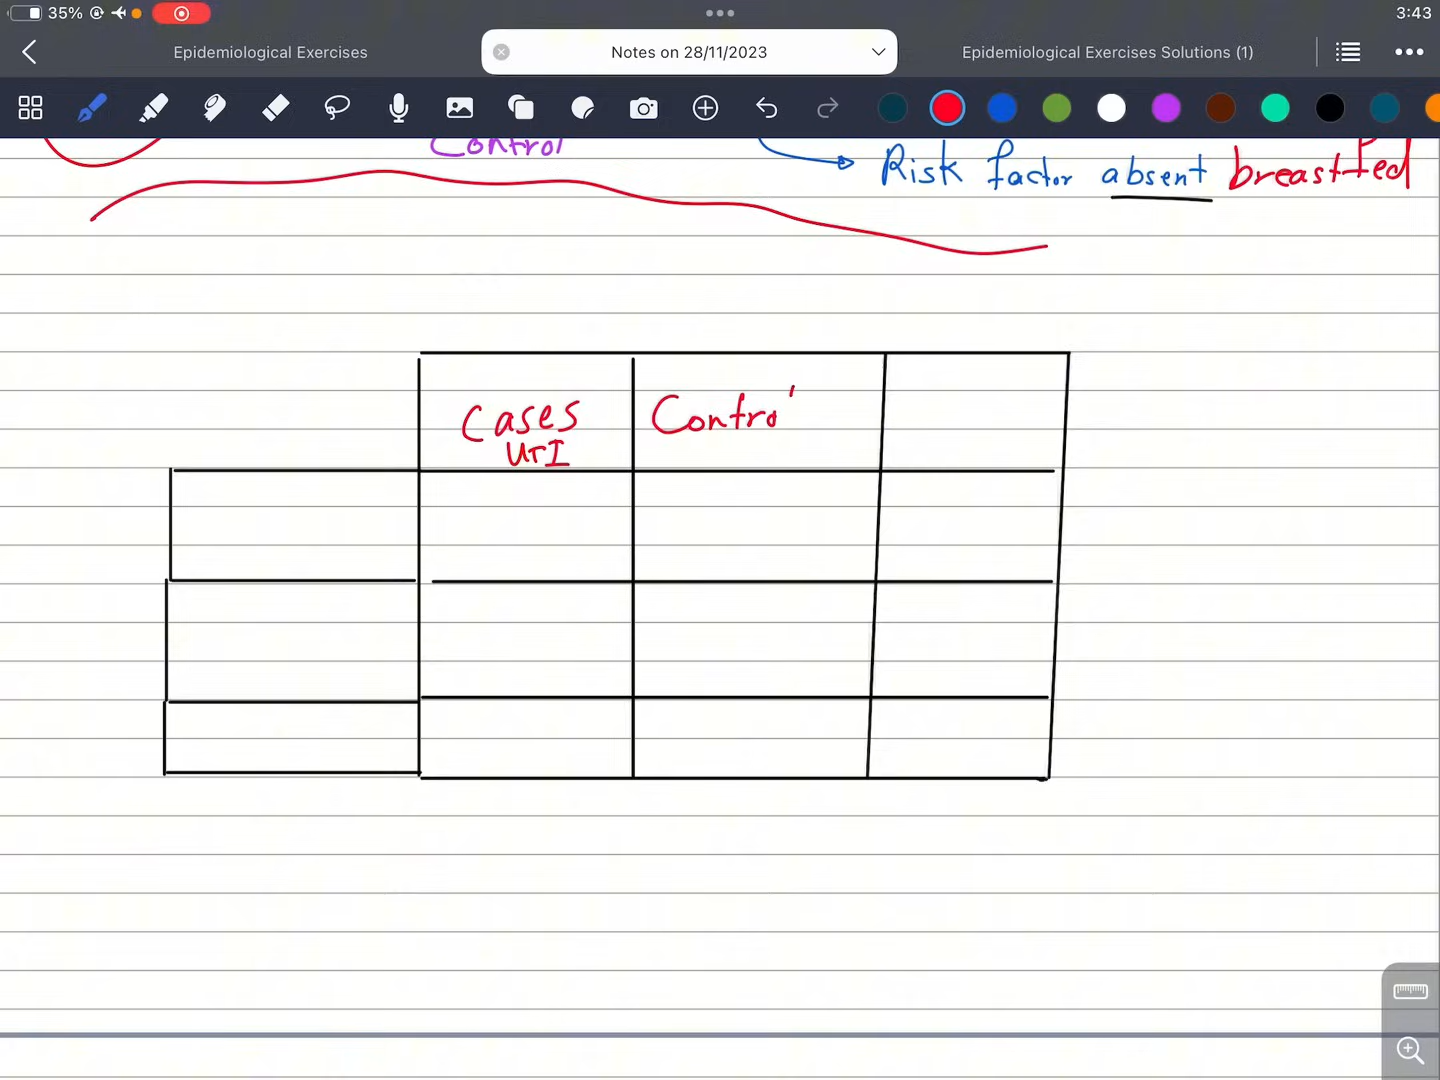 35% 3:43
Epidemiological Exercises Notes on 28/11/2023 Epidemiological Exercises Solutions (1)
Control
Risk factor absent breastfed
Cases Contro
UTI